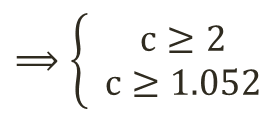 ⟹ { c ≥ 2
c ≥ 1.052